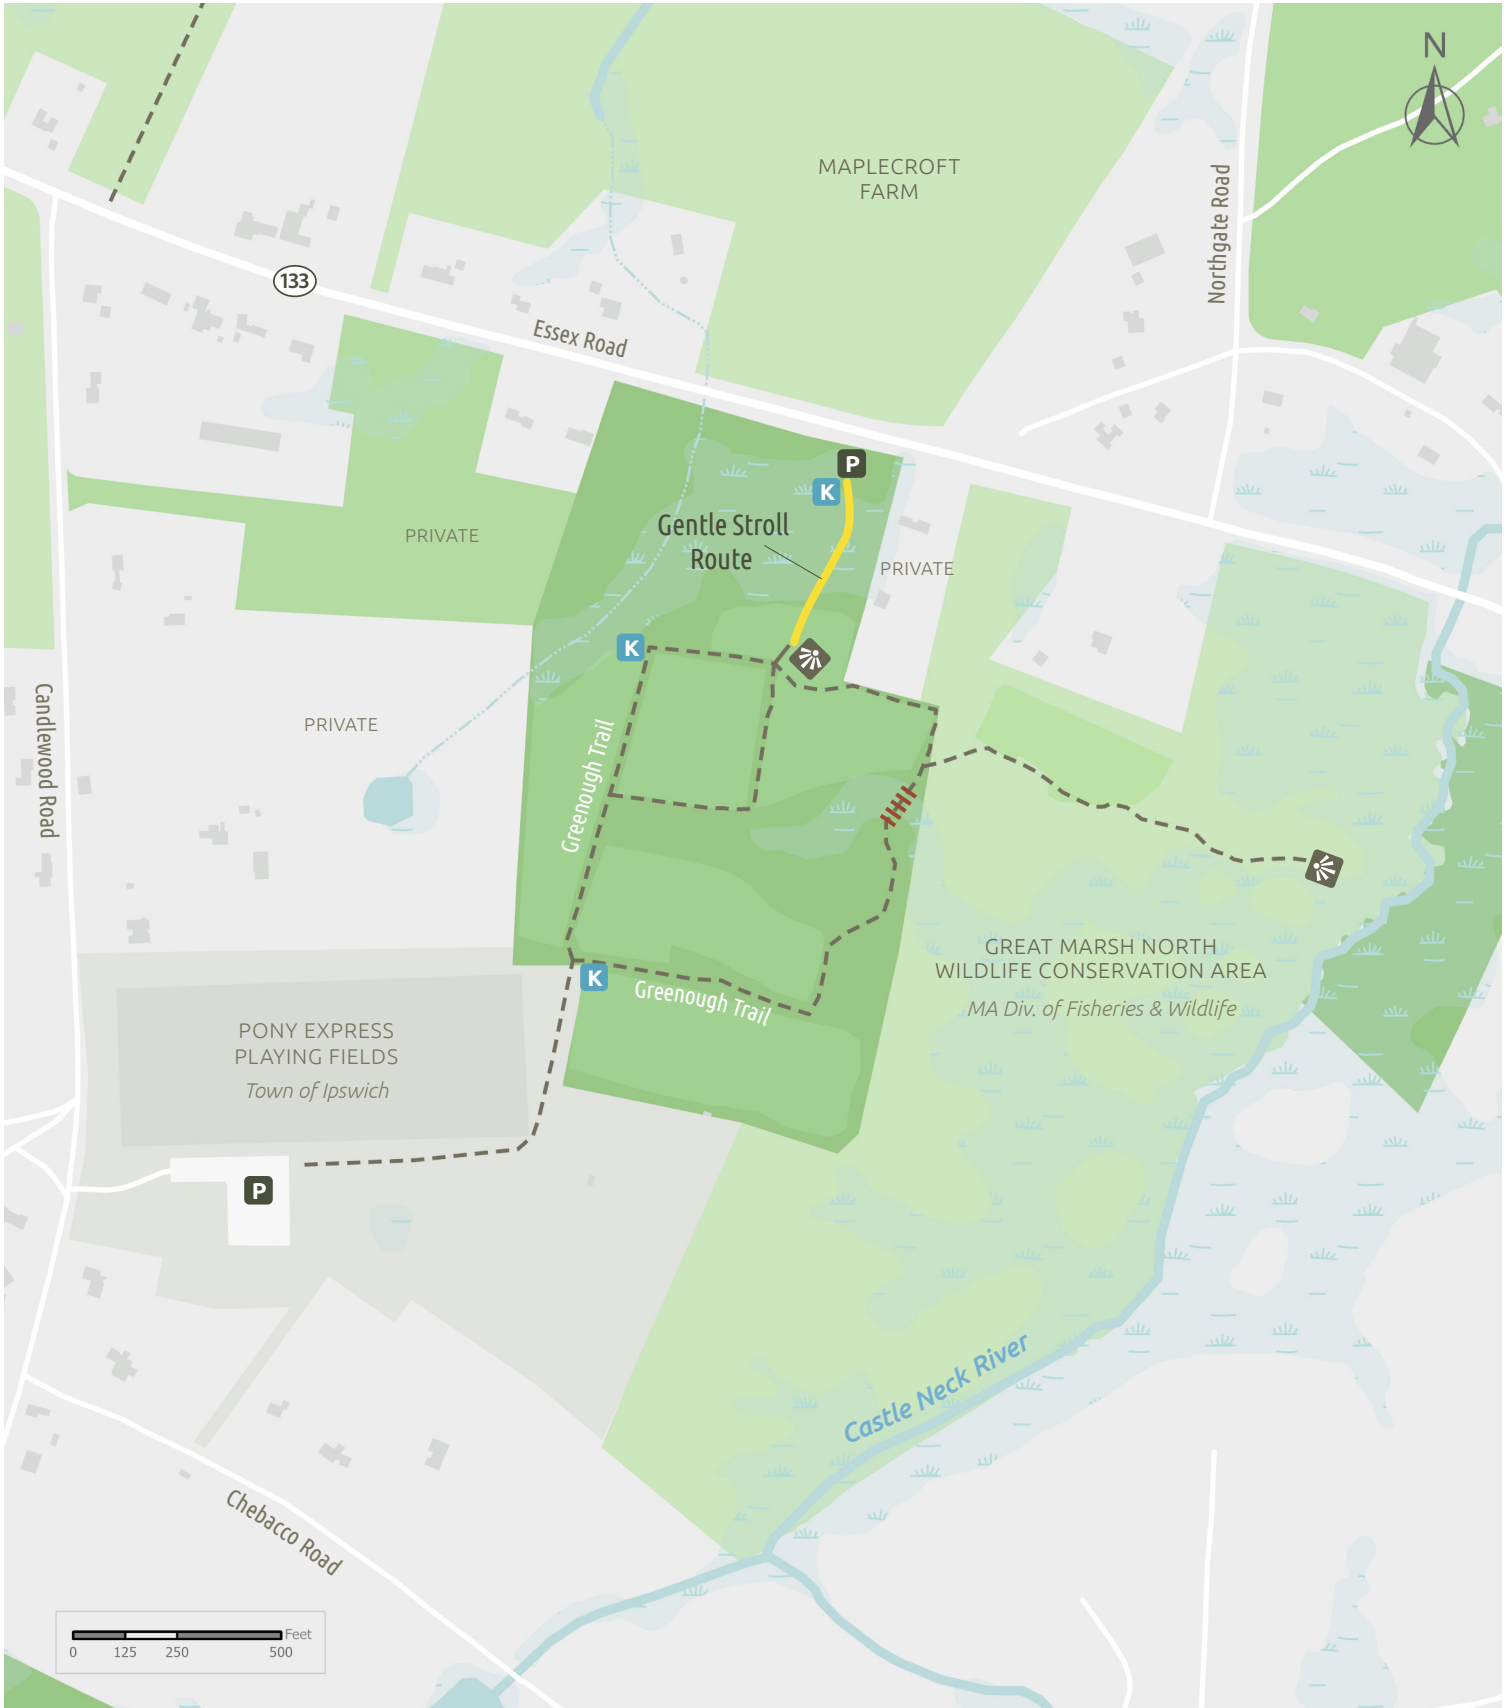 N
MAPLECROFT
FARM
Northgate Road
133
Essex Road
P
K
Gentle Stroll
Route
PRIVATE
PRIVATE
K
Candlewood Road
PRIVATE
Greenough Trail
GREAT MARSH NORTH
WILDLIFE CONSERVATION AREA
MA Div. of Fisheries & Wildlife
K
Greenough Trail
PONY EXPRESS
PLAYING FIELDS
Town of Ipswich
P
Castle Neck River
Chebacco Road
Feet
0 125 250 500